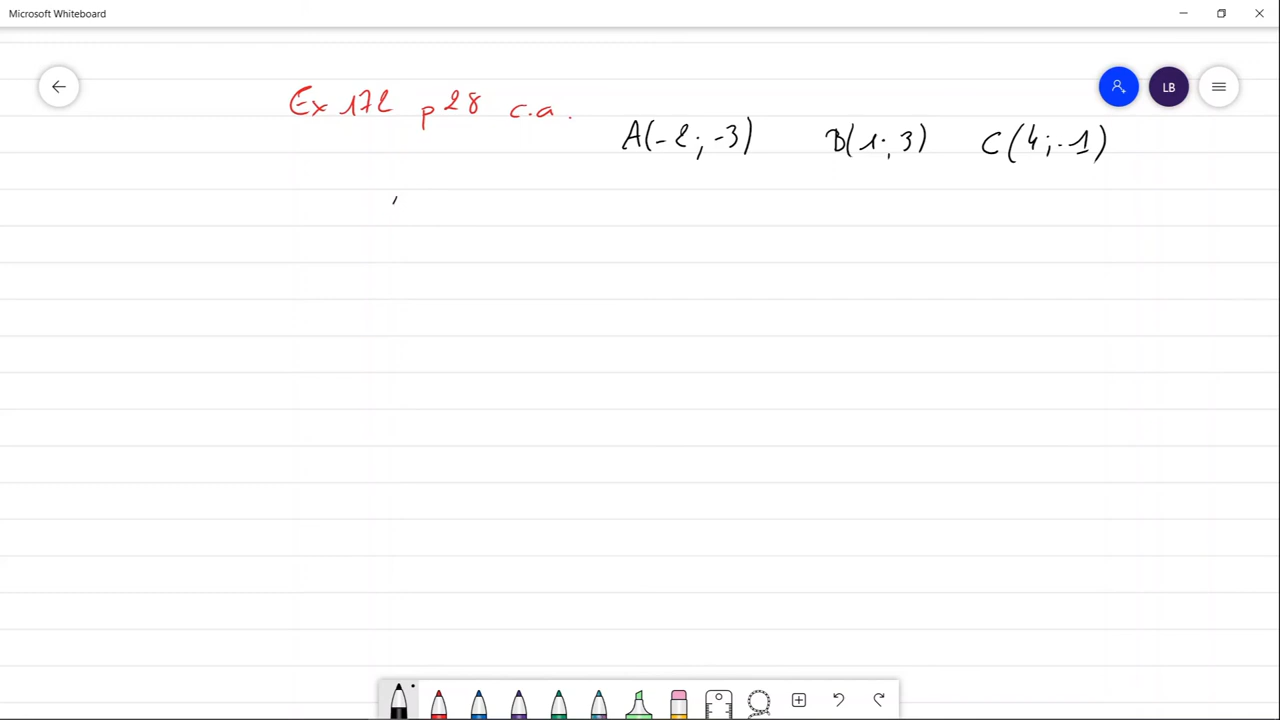 Microsoft Whiteboard
LB
Ex 172 p28 c.a.
A(-2 ; -3) B(1 ; 3) C(4 ; -1)